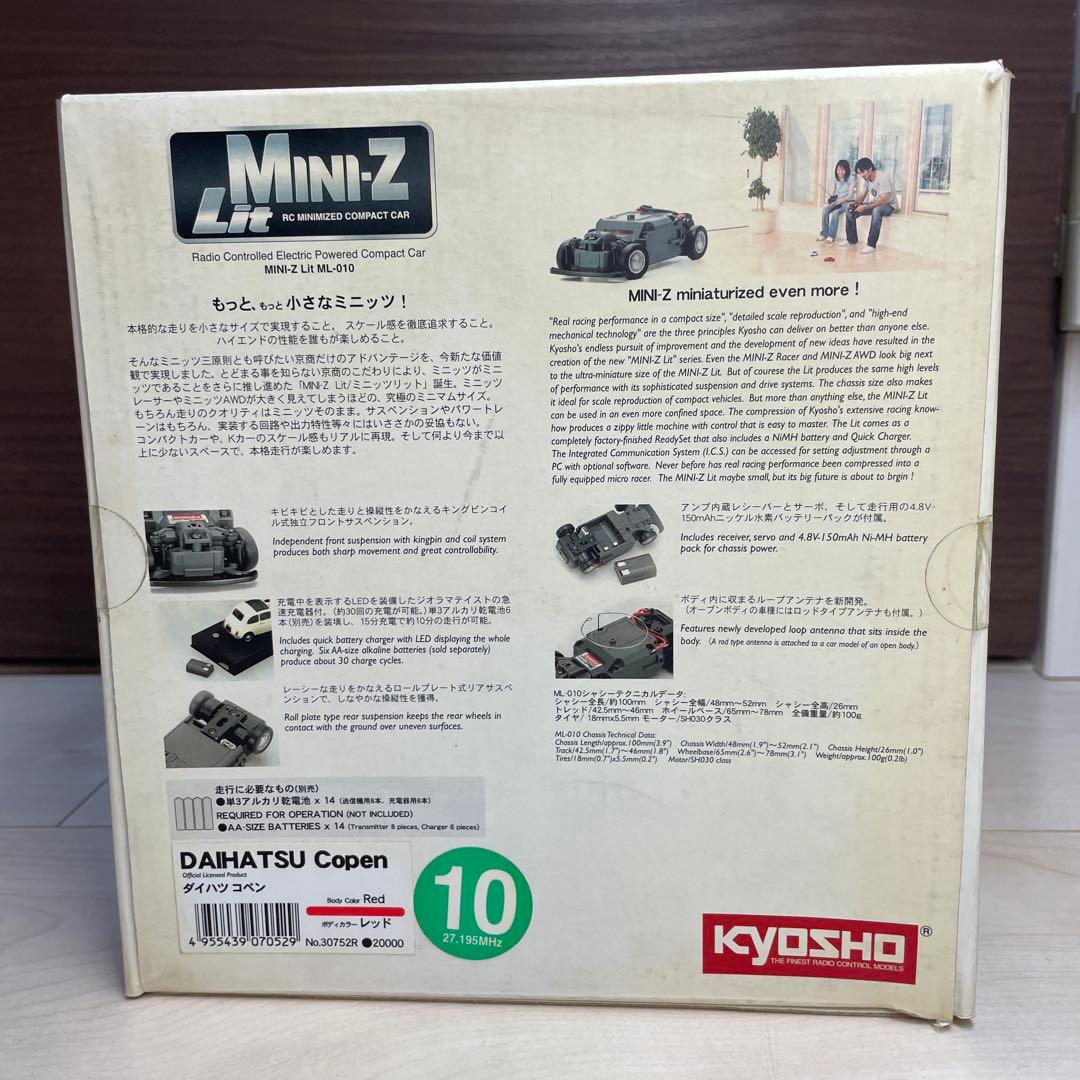 MINI-Z
Lit
RC MINIMIZED COMPACT CAR
Radio Controlled Electric Powered Compact Car
MINI-Z Lit ML-010
もっと、もっと小さなミニッツ！
本格的な走りを小さなサイズで実現すること。 スケール感を徹底追求すること。
ハイエンドの性能を誰もが楽しめること。
そんなミニッツ三原則とも呼びたい京商だけのアドバンテージを、今新たな価値
観で実現しました。とどまる事を知らない京商のこだわりにより、ミニッツがミニ
ッツであることをさらに推し進めた「MINI-Z Lit/ミニッツリット」誕生。ミニッツ
レーサーやミニッツAWDが大きく見えてしまうほどの、究極のミニマムサイズ。
もちろん走りのクオリティはミニッツそのまま。サスペンションやパワートレ
ーンはもちろん、実装する回路や出力特性等々にはいささかの妥協もない。
コンパクトカーや、Kカーのスケール感もリアルに再現。そして何より今まで以
上に少ないスペースで、本格走行が楽しめます。
MINI-Z miniaturized even more !
"Real racing performance in a compact size", "detailed scale reproduction", and "high-end
mechanical technology" are the three principles Kyosho can deliver on better than anyone else.
Kyosho's endless pursuit of improvement and the development of new ideas have resulted in the
creation of the new "MINI-Z Lit" series. Even the MINI-Z Racer and MINI-Z AWD look big next
to the ultra-miniature size of the MINI-Z Lit. But of courese the Lit produces the same high levels
of performance with its sophisticated suspension and drive systems. The chassis size also makes
it ideal for scale reproduction of compact vehicles. But more than anything else, the MINI-Z Lit
can be used in an even more confined space. The compression of Kyosho's extensive racing know-
how produces a zippy little machine with control that is easy to master. The Lit comes as a
completely factory-finished ReadySet that also includes a NiMH battery and Quick Charger.
The Integrated Communication System (I.C.S.) can be accessed for setting adjustment through a
PC with optional software. Never before has real racing performance been compressed into a
fully equipped micro racer. The MINI-Z Lit maybe small, but its big future is about to brgin !
キビキビとした走りと操縦性をかなえるキングピンコイ
ル式独立フロントサスペンション。
Independent front suspension with kingpin and coil system
produces both sharp movement and great controllability.
充電中を表示するLEDを装備したジオラマテイストの急
速充電器付。(約30回の充電が可能。)単3アルカリ乾電池6
本(別売)を装填し、15分充電で約10分の走行が可能。
Includes quick battery charger with LED displaying the whole
charging. Six AA-size alkaline batteries (sold separately)
produce about 30 charge cycles.
レーシーな走りをかなえるロールプレート式リアサスペ
ンションで、しなやかな操縦性を獲得。
Roll plate type rear suspension keeps the rear wheels in
contact with the ground over uneven surfaces.
アンプ内蔵レシーバーとサーボ、そして走行用の4.8V-
150mAhニッケル水素バッテリーパックが付属。
Includes receiver, servo and 4.8V-150mAh Ni-MH battery
pack for chassis power.
ボディ内に収まるループアンテナを新開発。
(オープンボディの車種にはロッドタイプアンテナも付属。)
Features newly developed loop antenna that sits inside the
body. (A rod type antenna is attached to a car model of an open body.)
ML-010シャシーテクニカルデータ:
シャシー全長/約100mm シャシー全幅/48mm〜52mm シャシー全高/26mm
トレッド/42.5mm〜46mm ホイールベース/65mm〜78mm 全備重量/約100g
タイヤ/ 18mmx5.5mm モーター/SH030クラス
ML-010 Chassis Technical Data:
Chassis Length/approx.100mm(3.9") Chassis Width/48mm(1.9")〜52mm(2.1") Chassis Height/26mm(1.0")
Track/42.5mm(1.7")〜46mm(1.8") Wheelbase/65mm(2.6")〜78mm(3.1") Weight/approx.100g(0.2lb)
Tires/18mm(0.7")x5.5mm(0.2") Motor/SH030 class
走行に必要なもの(別売)
●単3アルカリ乾電池 x 14 (送信機用8本、充電器用6本)
REQUIRED FOR OPERATION (NOT INCLUDED)
●AA-SIZE BATTERIES x 14 (Transmitter 8 pieces, Charger 6 pieces)
DAIHATSU Copen
Official Licensed Product
ダイハツ コペン
Body Color Red
ボディカラー レッド
4 955439 070529
No.30752R ●20000
10
27.195MHz
KYOSHO®
THE FINEST RADIO CONTROL MODELS